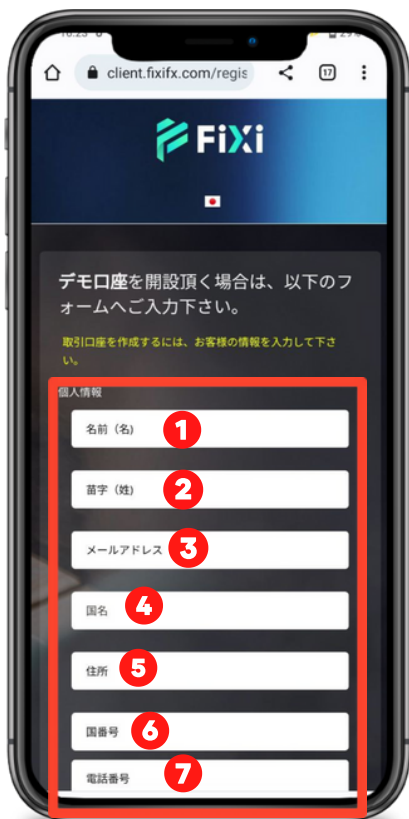 client.fixifx.com/regis
17
FiXi
デモ口座を開設頂く場合は、以下のフ
ォームへご入力下さい。
取引口座を作成するには、お客様の情報を入力して下さ
い。
個人情報
名前（名) 1
苗字（姓) 2
メールアドレス 3
国名 4
住所 5
国番号 6
電話番号 7